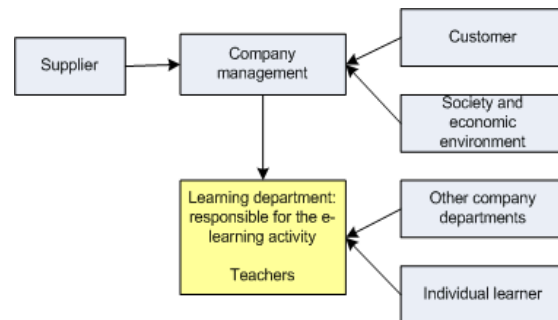 Supplier
Company
management
Customer
Society and
economic
environment
Learning department:
responsible for the e-
learning activity
Teachers
Other company
departments
Individual learner